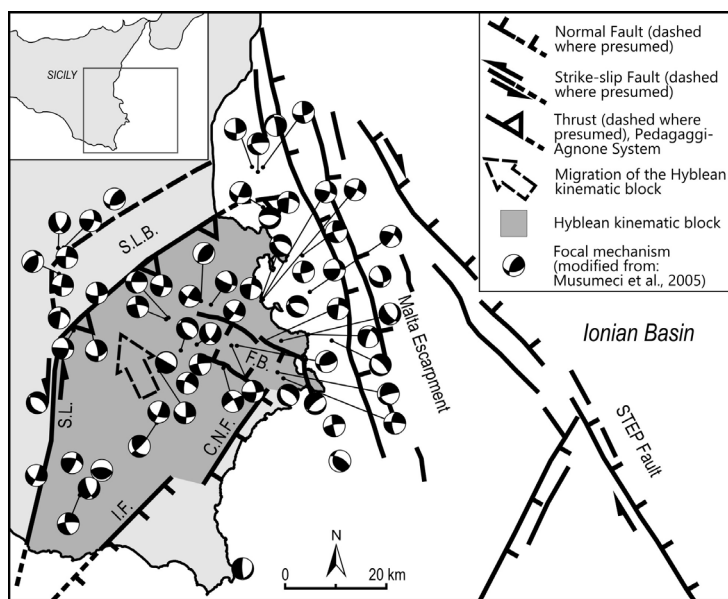 SICILY
Normal Fault (dashed
where presumed)
Strike-slip Fault (dashed
where presumed)
Thrust (dashed where
presumed), Pedagaggi-
Agnone System
Migration of the Hyblean
kinematic block
Hyblean kinematic block
Focal mechanism
(modified from:
Musumeci et al., 2005)
S.L.B.
Malta Escarpment
Ionian Basin
F.B.
S.L.
C.N.F.
STEP Fault
I.F.
N
0 20 km